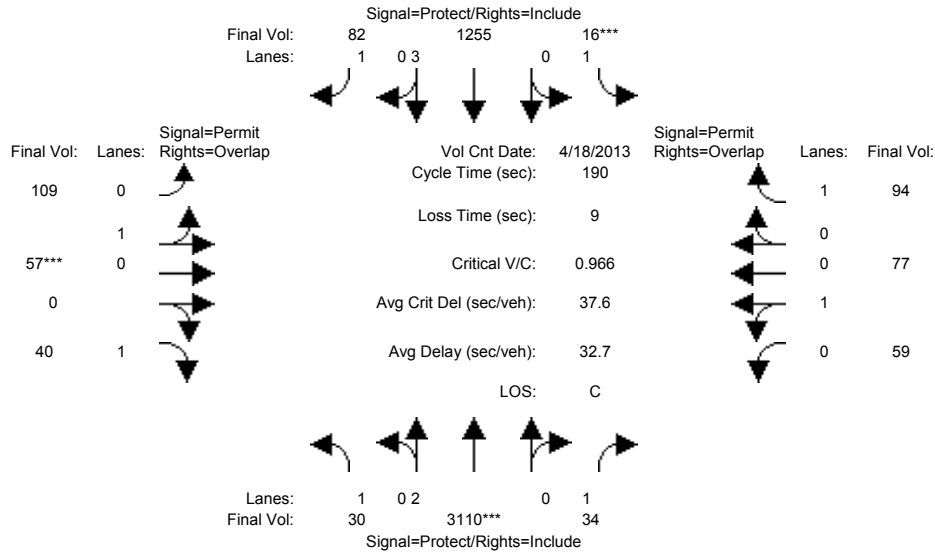 Signal=Protect/Rights=Include
Final Vol: 82 1255 16***
Lanes: 1 0 3 0 1
Signal=Permit Signal=Permit
Final Vol: Lanes: Rights=Overlap Vol Cnt Date: 4/18/2013 Rights=Overlap Lanes: Final Vol:
Cycle Time (sec): 190
109 0 1 94
Loss Time (sec): 9
1 0
57*** 0 Critical V/C: 0.966 0 77
0 Avg Crit Del (sec/veh): 37.6 1
40 1 Avg Delay (sec/veh): 32.7 0 59
LOS: C
Lanes: 1 0 2 0 1
Final Vol: 30 3110*** 34
Signal=Protect/Rights=Include